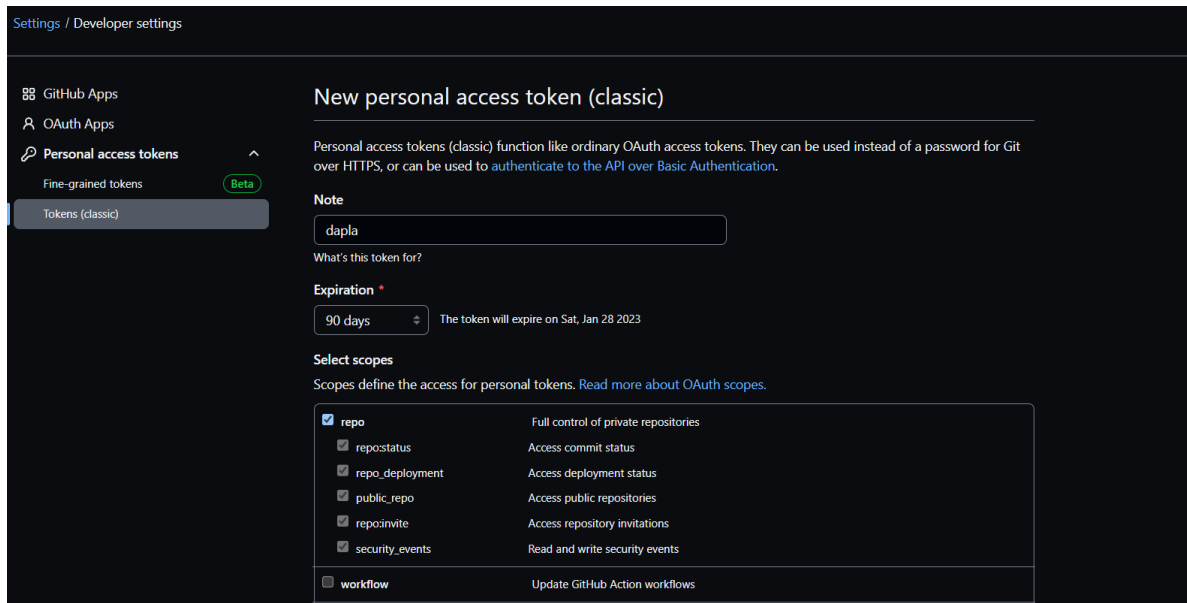 Settings / Developer settings
GitHub Apps
OAuth Apps
Personal access tokens
Fine-grained tokens Beta
Tokens (classic)
New personal access token (classic)
Personal access tokens (classic) function like ordinary OAuth access tokens. They can be used instead of a password for Git
over HTTPS, or can be used to authenticate to the API over Basic Authentication.
Note
dapla
What's this token for?
Expiration *
90 days The token will expire on Sat, Jan 28 2023
Select scopes
Scopes define the access for personal tokens. Read more about OAuth scopes.
repo Full control of private repositories
repo:status Access commit status
repo_deployment Access deployment status
public_repo Access public repositories
repo:invite Access repository invitations
security_events Read and write security events
workflow Update GitHub Action workflows